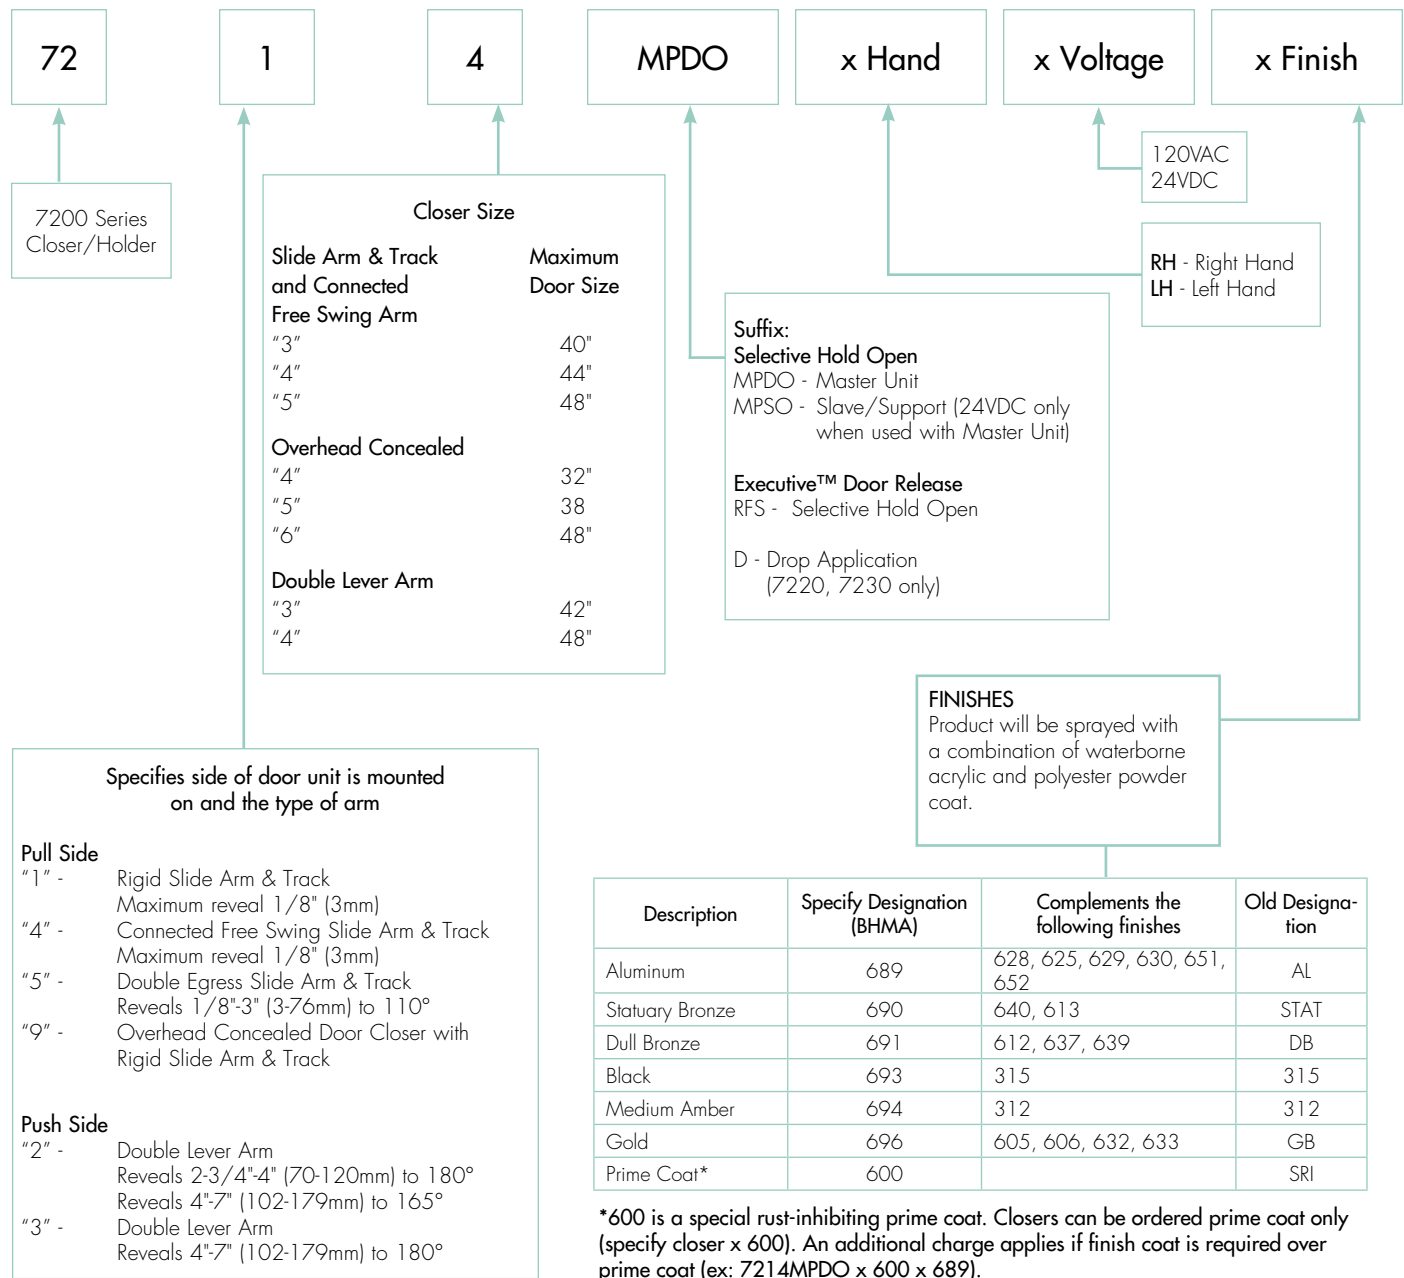 72 1 4 MPDO x Hand x Voltage x Finish
7200 Series
Closer/Holder
Closer Size
Slide Arm & Track Maximum
and Connected Door Size
Free Swing Arm
“3” 40"
“4” 44"
“5” 48"
Overhead Concealed
“4” 32"
“5” 38
“6” 48"
Double Lever Arm
“3” 42"
“4” 48"
120VAC
24VDC
RH - Right Hand
LH - Left Hand
Suffix:
Selective Hold Open
MPDO - Master Unit
MPSO - Slave/Support (24VDC only
when used with Master Unit)
Executive™ Door Release
RFS - Selective Hold Open
D - Drop Application
(7220, 7230 only)
FINISHES
Product will be sprayed with
a combination of waterborne
acrylic and polyester powder
coat.
Specifies side of door unit is mounted
on and the type of arm
Pull Side
“1” - Rigid Slide Arm & Track
Maximum reveal 1/8" (3mm)
“4” - Connected Free Swing Slide Arm & Track
Maximum reveal 1/8" (3mm)
“5” - Double Egress Slide Arm & Track
Reveals 1/8"-3" (3-76mm) to 110°
“9” - Overhead Concealed Door Closer with
Rigid Slide Arm & Track
Push Side
“2” - Double Lever Arm
Reveals 2-3/4"-4" (70-120mm) to 180°
Reveals 4"-7" (102-179mm) to 165°
“3” - Double Lever Arm
Reveals 4"-7" (102-179mm) to 180°
Description Specify Designation Complements the Old Designa-
(BHMA) following finishes tion
Aluminum 689 628, 625, 629, 630, 651, AL
652
Statuary Bronze 690 640, 613 STAT
Dull Bronze 691 612, 637, 639 DB
Black 693 315 315
Medium Amber 694 312 312
Gold 696 605, 606, 632, 633 GB
Prime Coat* 600 SRI
*600 is a special rust-inhibiting prime coat. Closers can be ordered prime coat only
(specify closer x 600). An additional charge applies if finish coat is required over
prime coat (ex: 7214MPDO x 600 x 689).